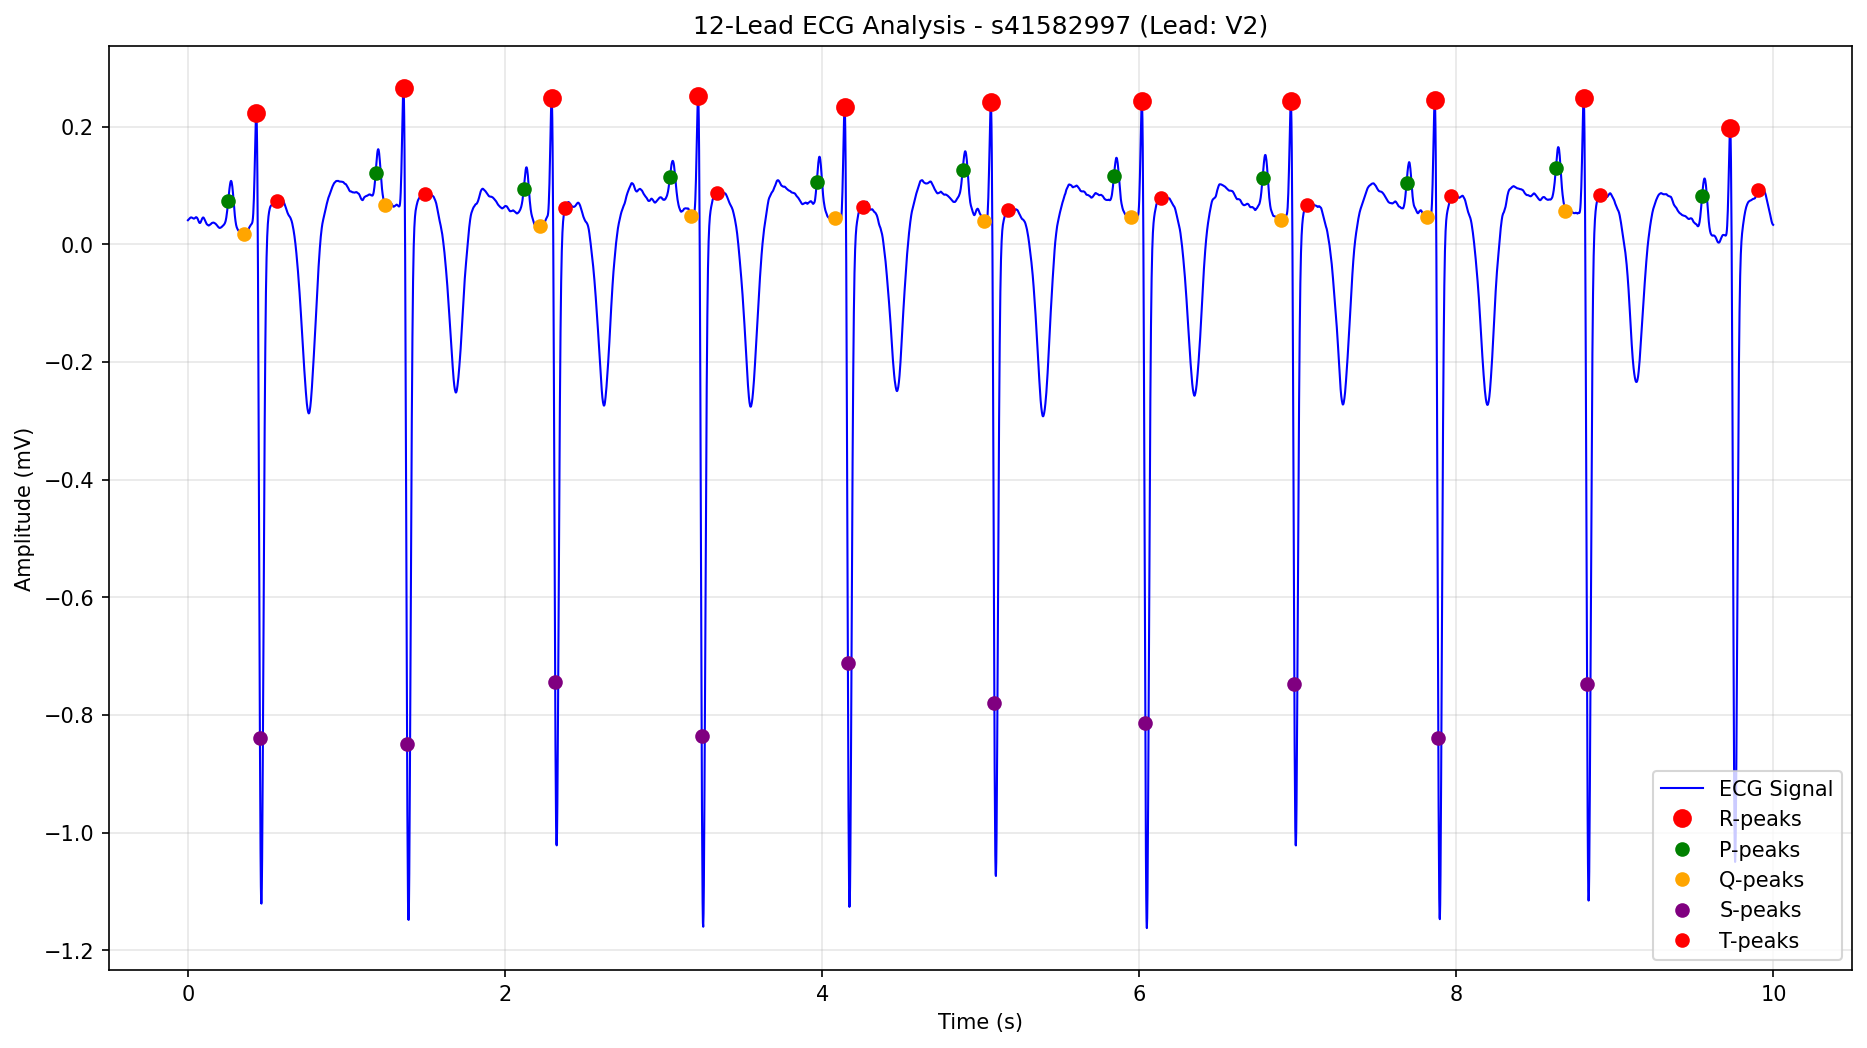 12-Lead ECG Analysis - s41582997 (Lead: V2)
Amplitude (mV)
0.2
0.0
−0.2
−0.4
−0.6
−0.8
−1.0
−1.2
0 2 4 6 8 10
Time (s)
ECG Signal
R-peaks
P-peaks
Q-peaks
S-peaks
T-peaks